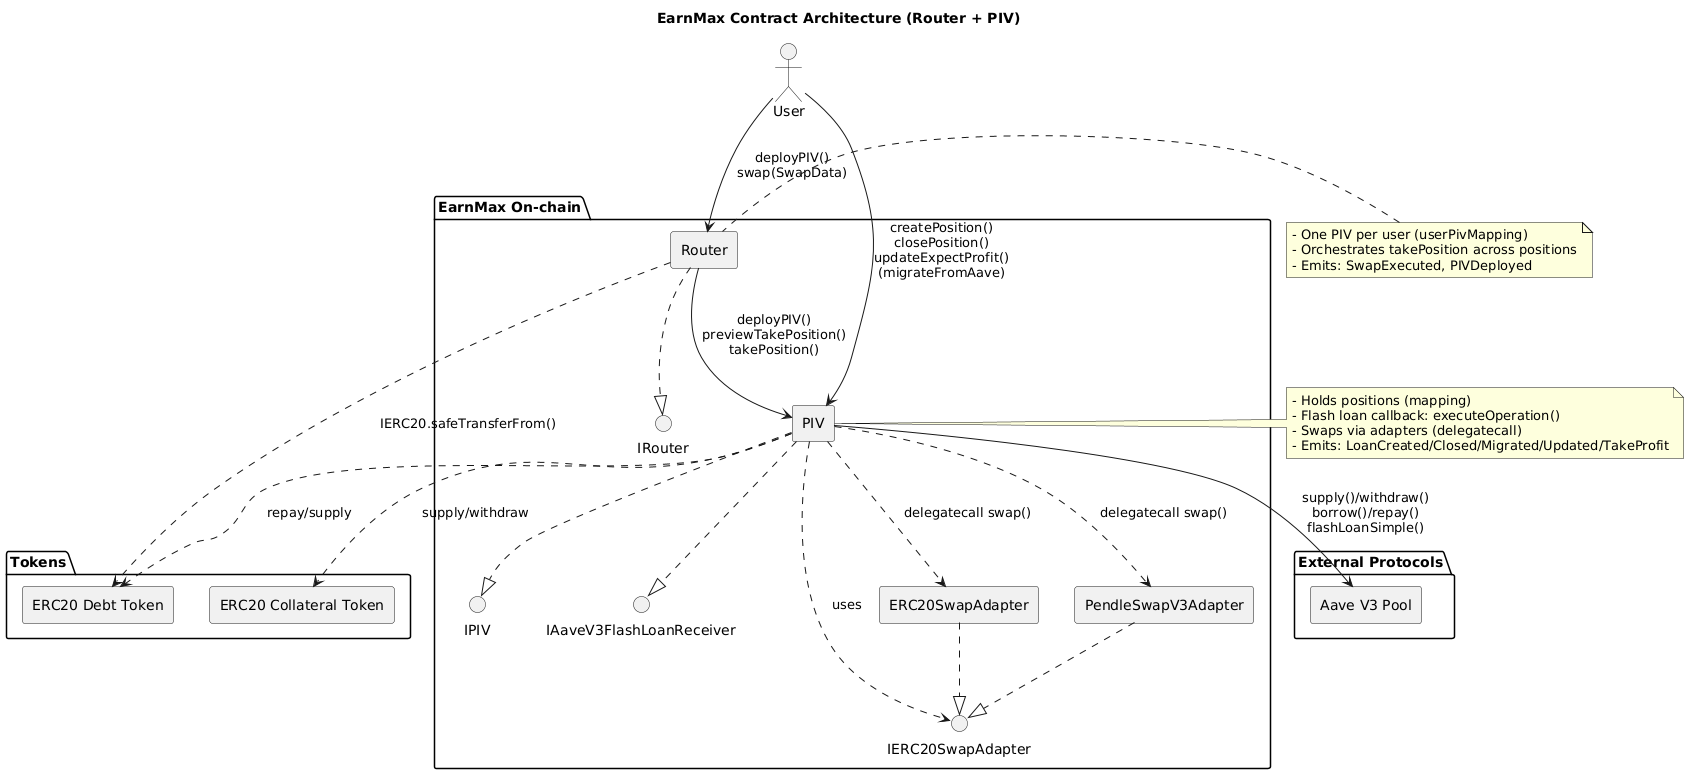 EarnMax Contract Architecture (Router + PIV)
User
deployPIV()
swap(SwapData)
EarnMax On-chain
createPosition()
closePosition()
updateExpectProfit()
(migrateFromAave)
Router
- One PIV per user (userPivMapping)
- Orchestrates takePosition across positions
- Emits: SwapExecuted, PIVDeployed
deployPIV()
previewTakePosition()
takePosition()
IERC20.safeTransferFrom()
IRouter
PIV
- Holds positions (mapping)
- Flash loan callback: executeOperation()
- Swaps via adapters (delegatecall)
- Emits: LoanCreated/Closed/Migrated/Updated/TakeProfit
repay/supply
supply/withdraw
delegatecall swap()
delegatecall swap()
supply()/withdraw()
borrow()/repay()
flashLoanSimple()
Tokens
ERC20 Debt Token
ERC20 Collateral Token
IPIV
IAaveV3FlashLoanReceiver
uses
ERC20SwapAdapter
PendleSwapV3Adapter
External Protocols
Aave V3 Pool
IERC20SwapAdapter